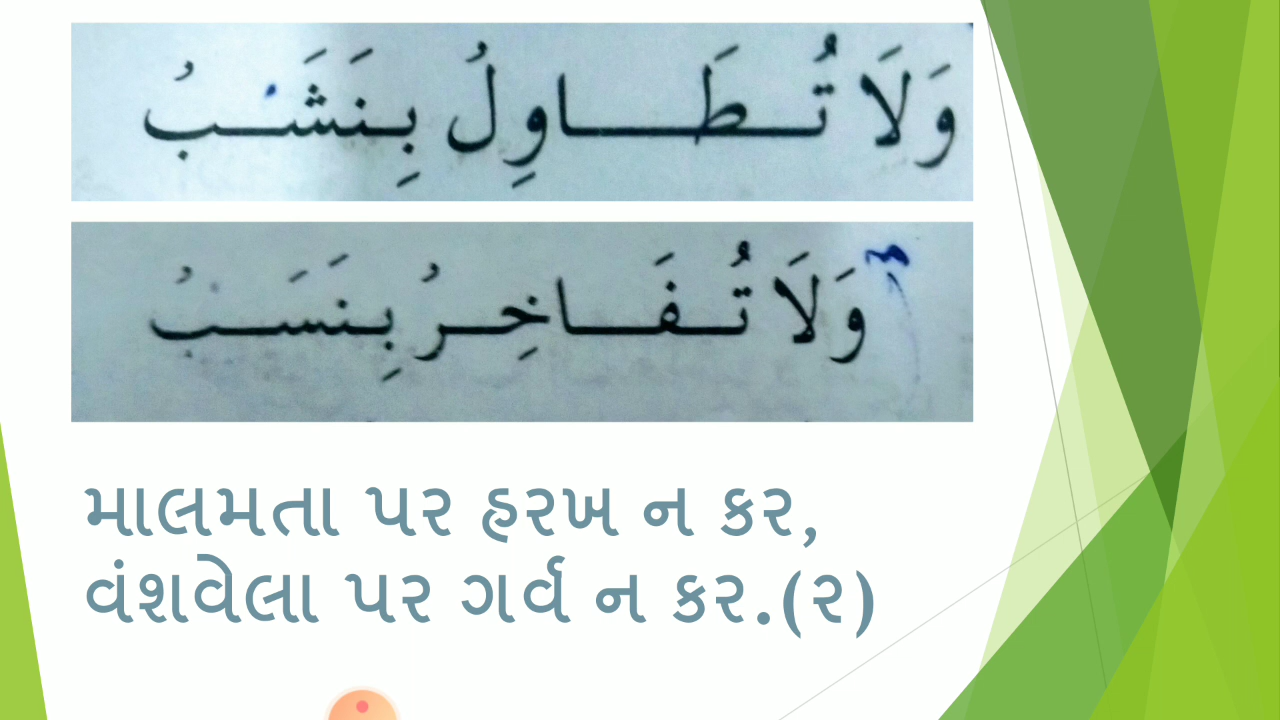 وَلَا تُطَاوِلُ بِنَشَبُ
وَلَا تُفَاخِرُ بِنَسَبُ
માલમતા પર હરખ ન કર,
વંશવેલા પર ગર્વ ન કર.(૨)